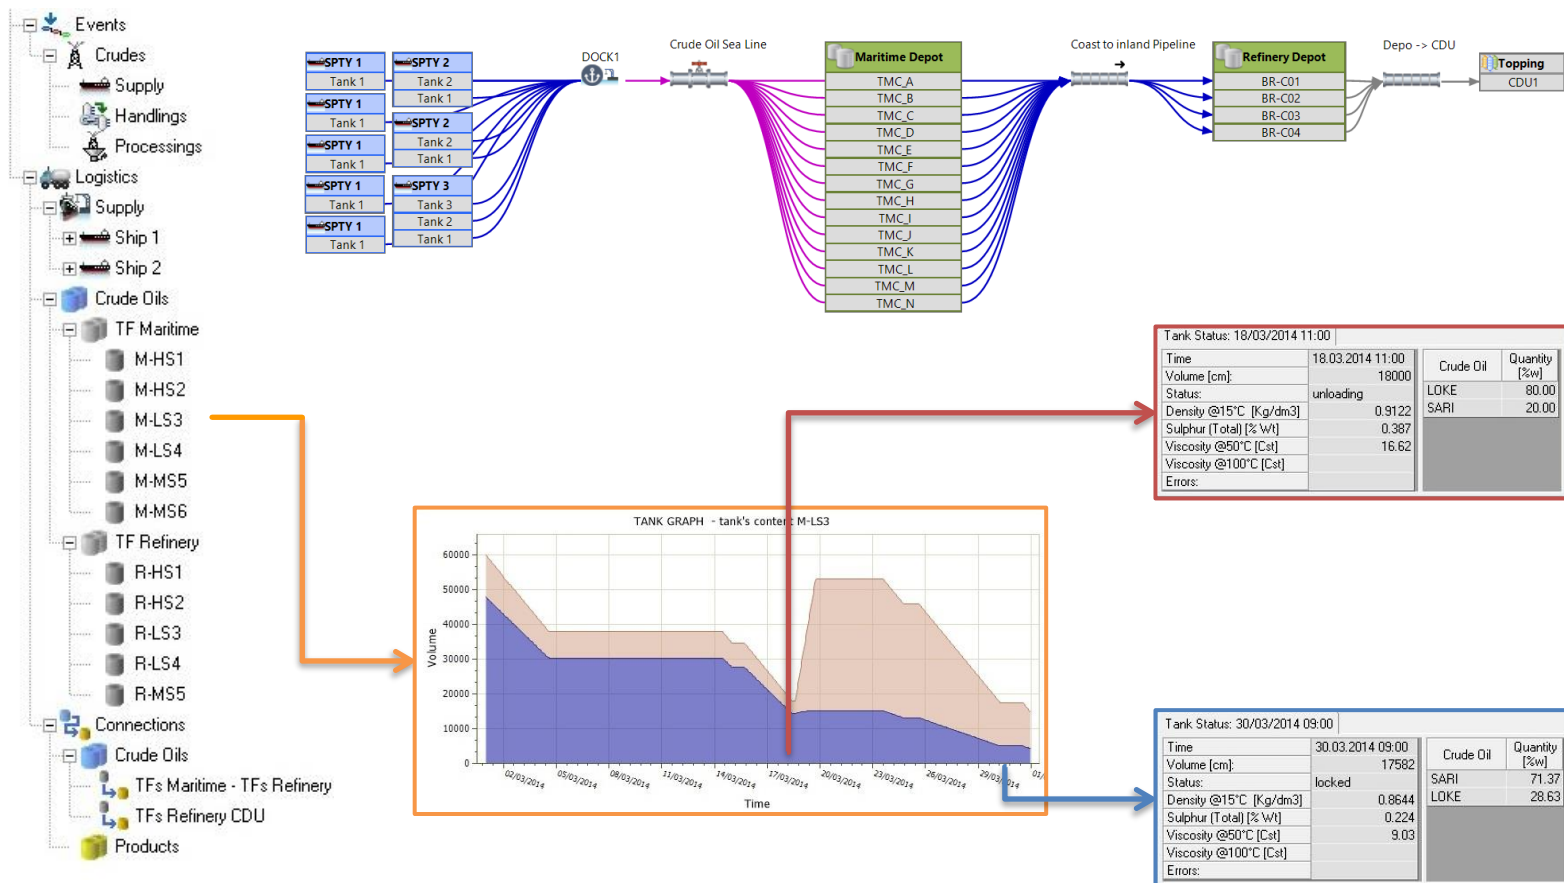 Events
Crudes
Supply
Handlings
Processings
Logistics
Supply
Ship 1
Ship 2
Crude Oils
TF Maritime
M-HS1
M-HS2
M-LS3
M-LS4
M-MS5
M-MS6
TF Refinery
R-HS1
R-HS2
R-LS3
R-LS4
R-MS5
Connections
Crude Oils
TFs Maritime - TFs Refinery
TFs Refinery CDU
Products
SPTY 1
Tank 1
SPTY 1
Tank 1
SPTY 1
Tank 1
SPTY 1
Tank 1
SPTY 1
Tank 1
SPTY 2
Tank 2
Tank 1
SPTY 2
Tank 2
Tank 1
SPTY 3
Tank 3
Tank 2
Tank 1
DOCK1
Crude Oil Sea Line
Maritime Depot
TMC_A
TMC_B
TMC_C
TMC_D
TMC_E
TMC_F
TMC_G
TMC_H
TMC_I
TMC_J
TMC_K
TMC_L
TMC_M
TMC_N
Coast to inland Pipeline
Refinery Depot
BR-C01
BR-C02
BR-C03
BR-C04
Depo -> CDU
Topping
CDU1
Tank Status: 18/03/2014 11:00
Time 18.03.2014 11:00
Volume [cm]: 18000
Status: unloading
Density @15°C [Kg/dm3] 0.9122
Sulphur (Total) [% Wt] 0.387
Viscosity @50°C [Cst] 16.62
Viscosity @100°C [Cst]
Errors:
Crude Oil Quantity [%w]
LOKE 80.00
SARI 20.00
TANK GRAPH - tank's content M-LS3
Volume
60000
50000
40000
30000
20000
10000
0
02/03/2014 05/03/2014 08/03/2014 11/03/2014 14/03/2014 17/03/2014 20/03/2014 23/03/2014 26/03/2014 29/03/2014 01/
Time
Tank Status: 30/03/2014 09:00
Time 30.03.2014 09:00
Volume [cm]: 17582
Status: locked
Density @15°C [Kg/dm3] 0.8644
Sulphur (Total) [% Wt] 0.224
Viscosity @50°C [Cst] 9.03
Viscosity @100°C [Cst]
Errors:
Crude Oil Quantity [%w]
SARI 71.37
LOKE 28.63